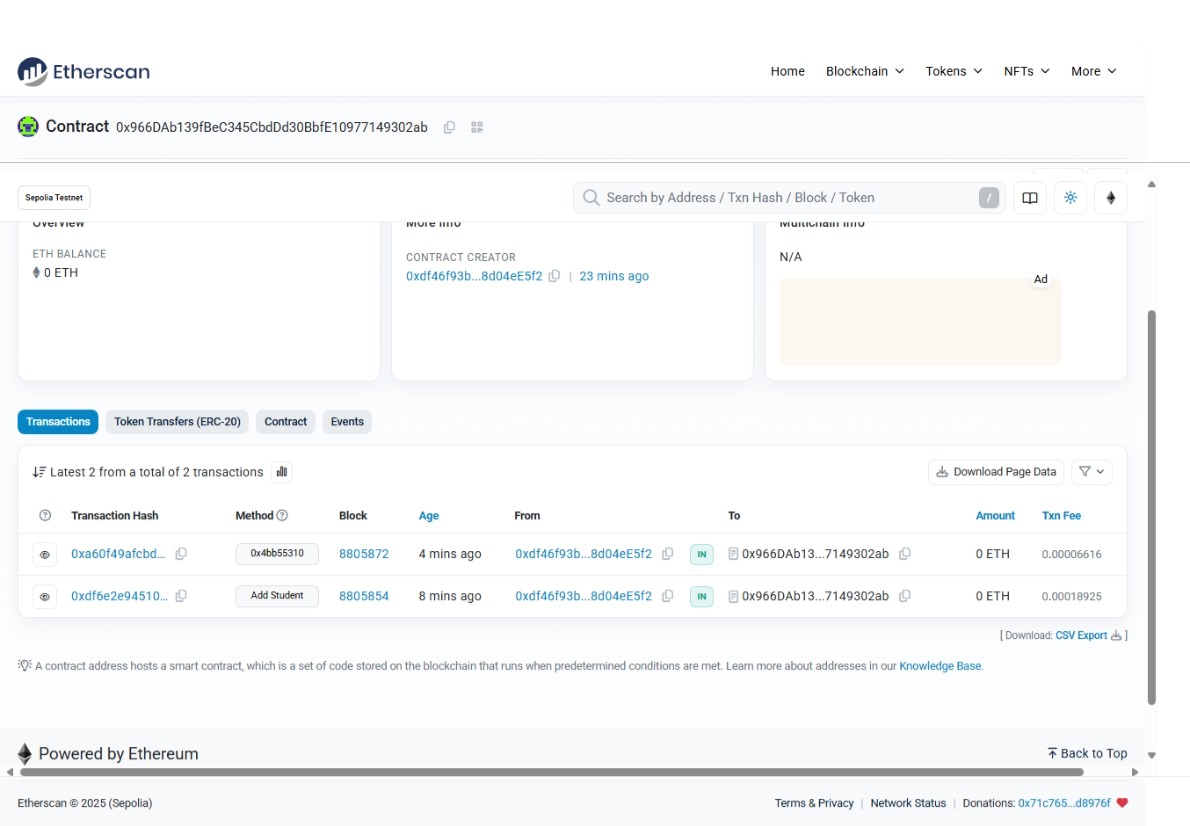 Etherscan
Home Blockchain Tokens NFTs More
Contract 0x966DAb139fBeC345CbdDd30BbfE10977149302ab
Sepolia Testnet
Search by Address / Txn Hash / Block / Token /
Overview More Info Multichain Info
ETH BALANCE
0 ETH
CONTRACT CREATOR
0xdf46f93b...8d04eE5f2 | 23 mins ago
N/A
Ad
Transactions Token Transfers (ERC-20) Contract Events
Latest 2 from a total of 2 transactions Download Page Data
Transaction Hash Method Block Age From To Amount Txn Fee
0xa60f49afcbd... 0x4bb55310 8805872 4 mins ago 0xdf46f93b...8d04eE5f2 IN 0x966DAb13...7149302ab 0 ETH 0.00006616
0xdf6e2e94510... Add Student 8805854 8 mins ago 0xdf46f93b...8d04eE5f2 IN 0x966DAb13...7149302ab 0 ETH 0.00018925
[ Download: CSV Export ]
A contract address hosts a smart contract, which is a set of code stored on the blockchain that runs when predetermined conditions are met. Learn more about addresses in our Knowledge Base.
Powered by Ethereum Back to Top
Etherscan © 2025 (Sepolia) Terms & Privacy | Network Status | Donations: 0x71c765...d8976f